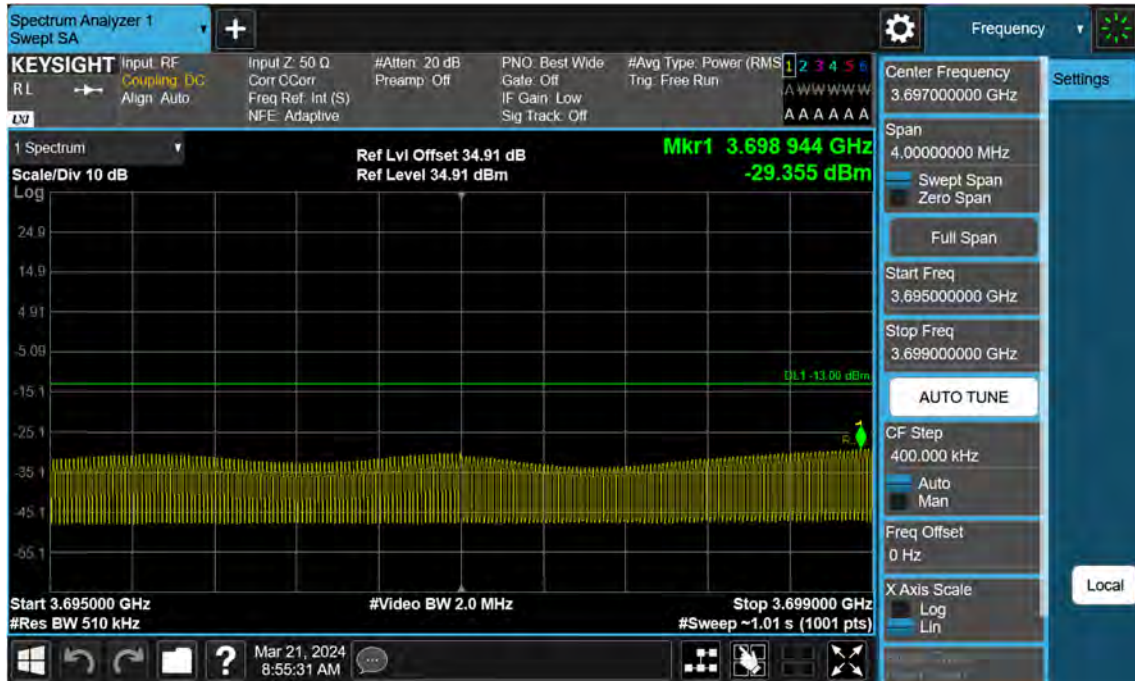 Spectrum Analyzer 1
Swept SA
+
Frequency
KEYSIGHT
R L
LXI
Input: RF
Coupling: DC
Align: Auto
Input Z: 50 Ω
Corr CCorr
Freq Ref: Int (S)
NFE: Adaptive
#Atten: 20 dB
Preamp: Off
PNO: Best Wide
Gate: Off
IF Gain: Low
Sig Track: Off
#Avg Type: Power (RMS
Trig: Free Run
1 2 3 4 5 6
A W W W W W
A A A A A A
Center Frequency
3.697000000 GHz
Settings
1 Spectrum
Scale/Div 10 dB
Ref Lvl Offset 34.91 dB
Ref Level 34.91 dBm
Mkr1 3.698 944 GHz
-29.355 dBm
Log
24.9
14.9
4.91
-5.09
-15.1
-25.1
-35.1
-45.1
-55.1
DL1 -13.00 dBm
1
Start 3.695000 GHz
#Res BW 510 kHz
#Video BW 2.0 MHz
Stop 3.699000 GHz
#Sweep ~1.01 s (1001 pts)
Span
4.00000000 MHz
Swept Span
Zero Span
Full Span
Start Freq
3.695000000 GHz
Stop Freq
3.699000000 GHz
AUTO TUNE
CF Step
400.000 kHz
Auto
Man
Freq Offset
0 Hz
X Axis Scale
Log
Lin
Local
?
Mar 21, 2024
8:55:31 AM